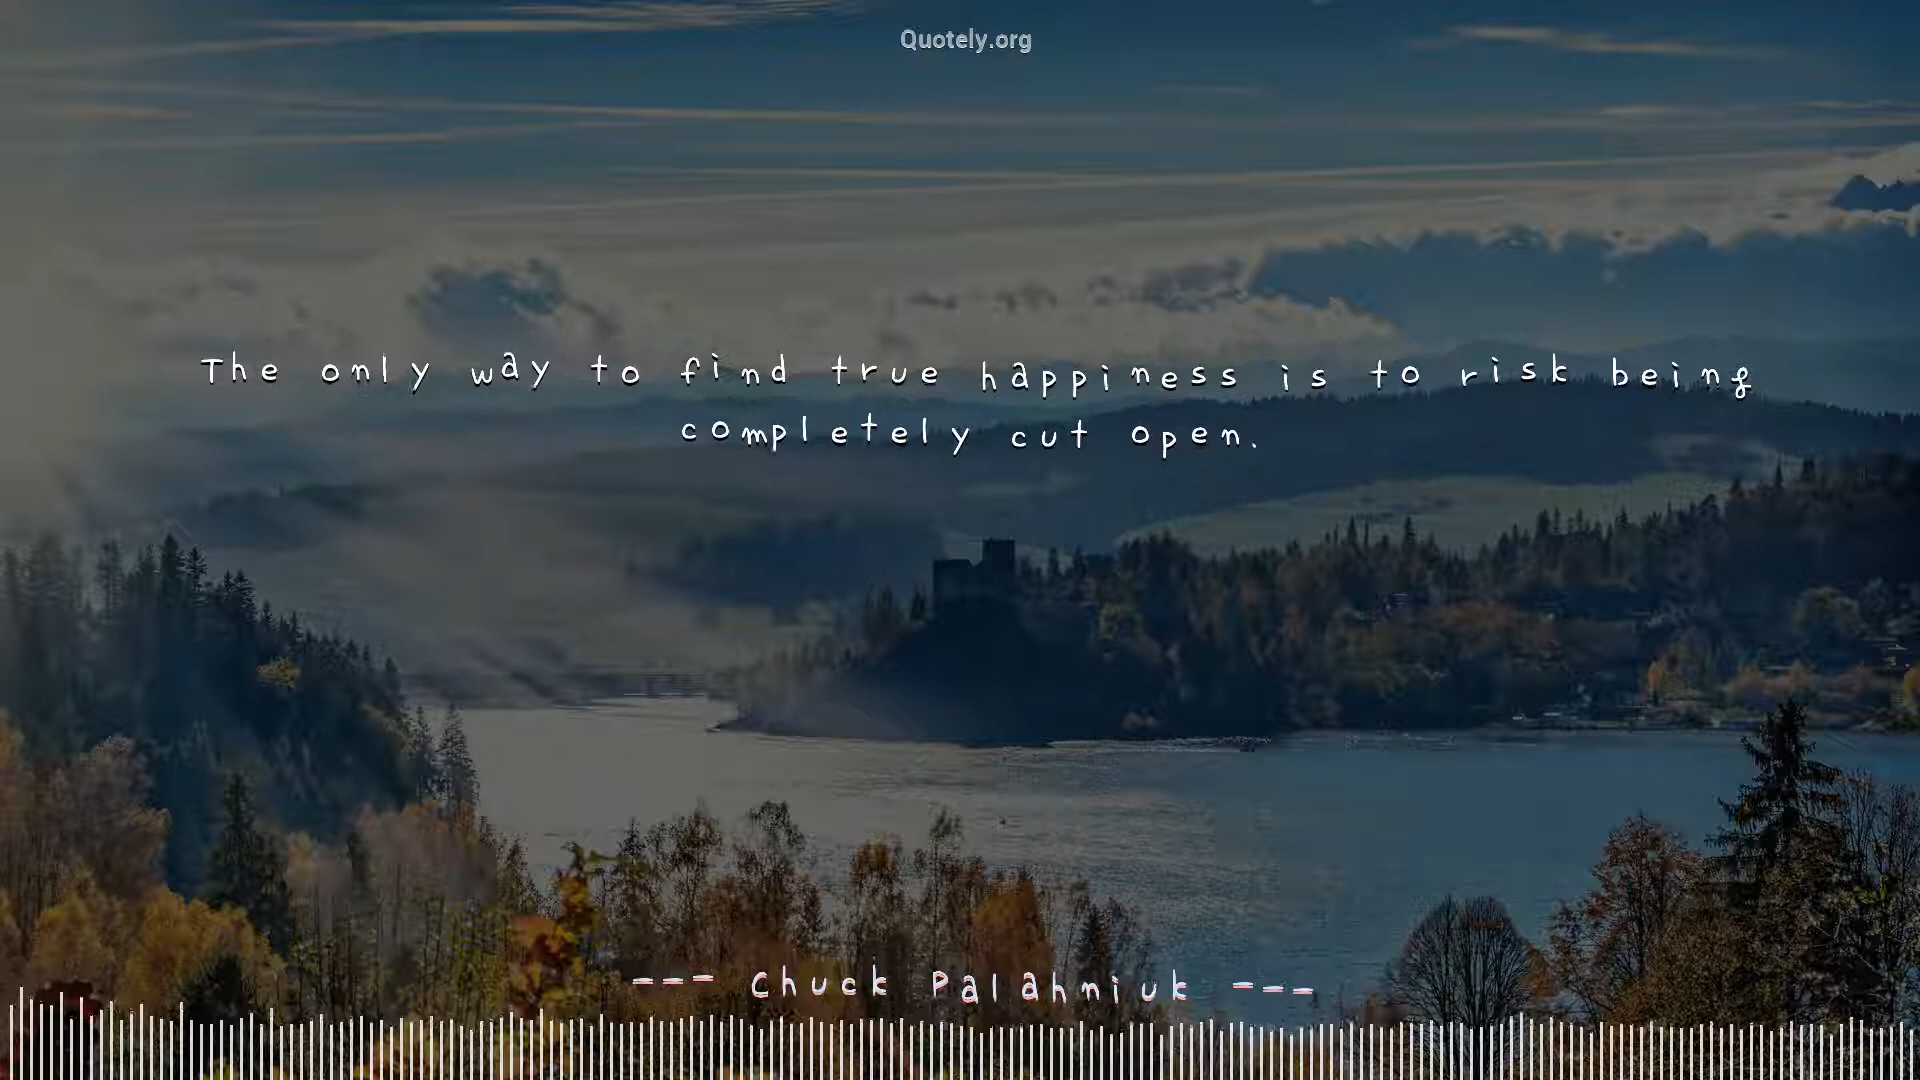 Quotely.org
The only way to find true happiness is to risk being
completely cut open.
--- Chuck Palahniuk ---